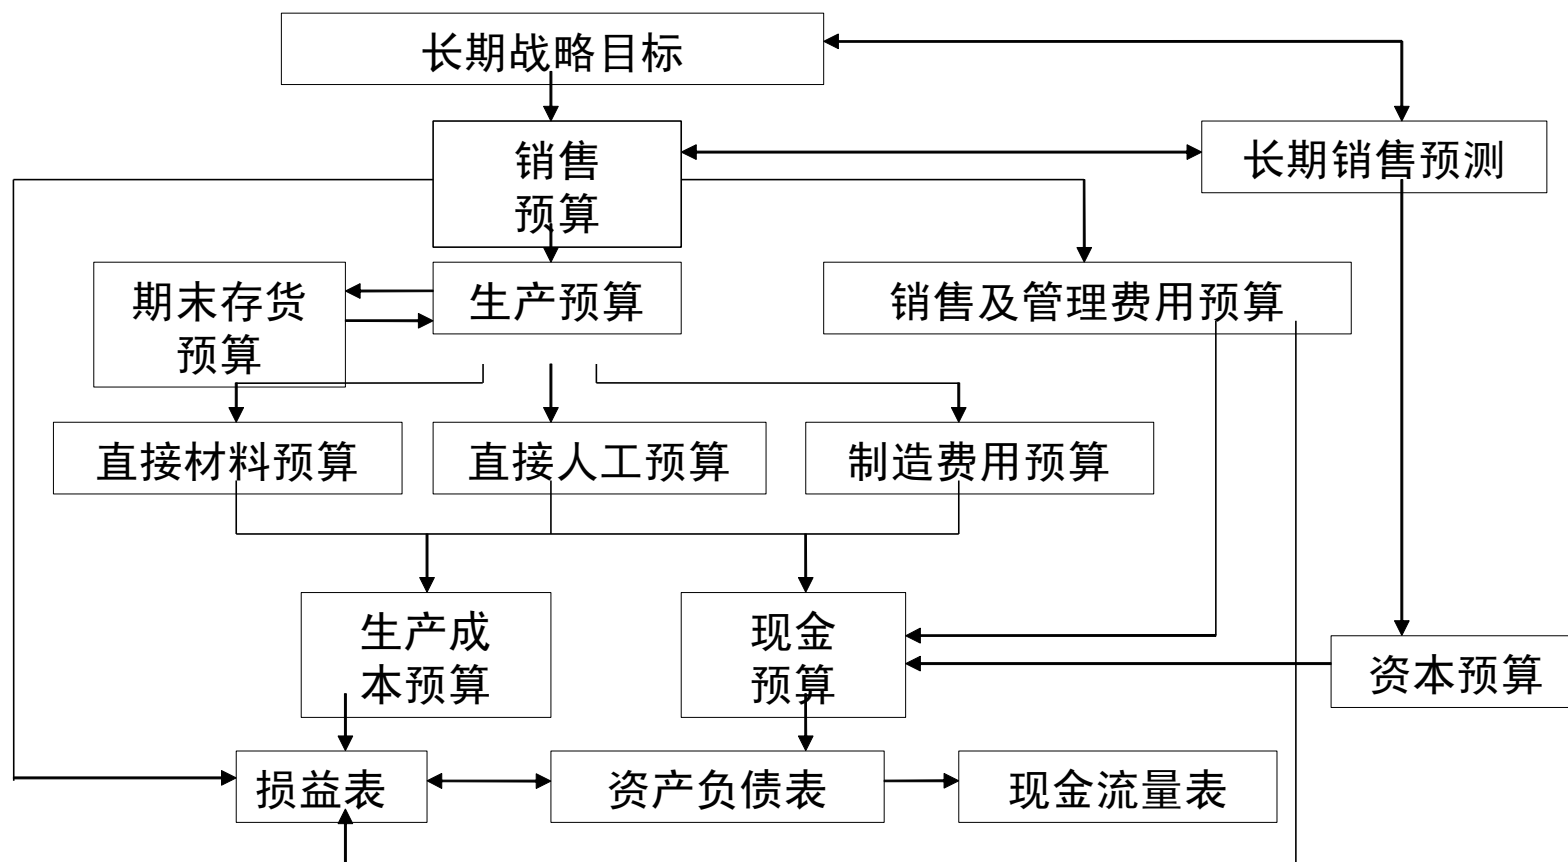 长期战略目标
销售
预算
长期销售预测
期末存货
预算
生产预算
销售及管理费用预算
直接材料预算
直接人工预算
制造费用预算
生产成
本预算
现金
预算
资本预算
损益表
资产负债表
现金流量表